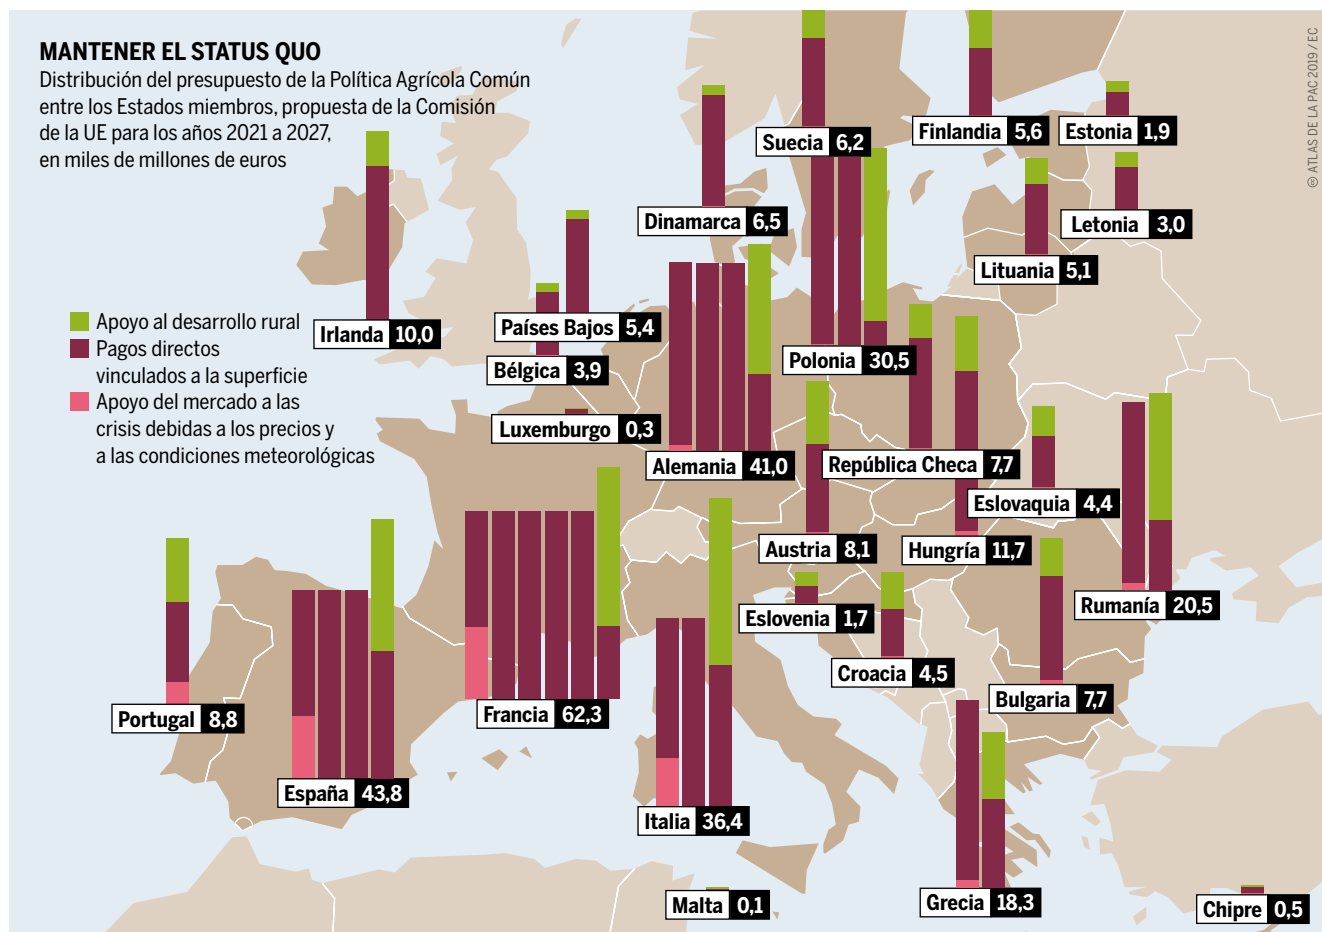 MANTENER EL STATUS QUO
Distribución del presupuesto de la Política Agrícola Común
entre los Estados miembros, propuesta de la Comisión
de la UE para los años 2021 a 2027,
en miles de millones de euros
© ATLAS DE LA PAC 2019 / EC
Suecia 6,2
Finlandia 5,6
Estonia 1,9
Dinamarca 6,5
Letonia 3,0
Lituania 5,1
Irlanda 10,0
Países Bajos 5,4
Bélgica 3,9
Polonia 30,5
Apoyo al desarrollo rural
Pagos directos
vinculados a la superficie
Apoyo del mercado a las
crisis debidas a los precios y
a las condiciones meteorológicas
Luxemburgo 0,3
Alemania 41,0
República Checa 7,7
Eslovaquia 4,4
Austria 8,1
Hungría 11,7
Rumanía 20,5
Eslovenia 1,7
Croacia 4,5
Bulgaria 7,7
Portugal 8,8
Francia 62,3
España 43,8
Italia 36,4
Malta 0,1
Grecia 18,3
Chipre 0,5